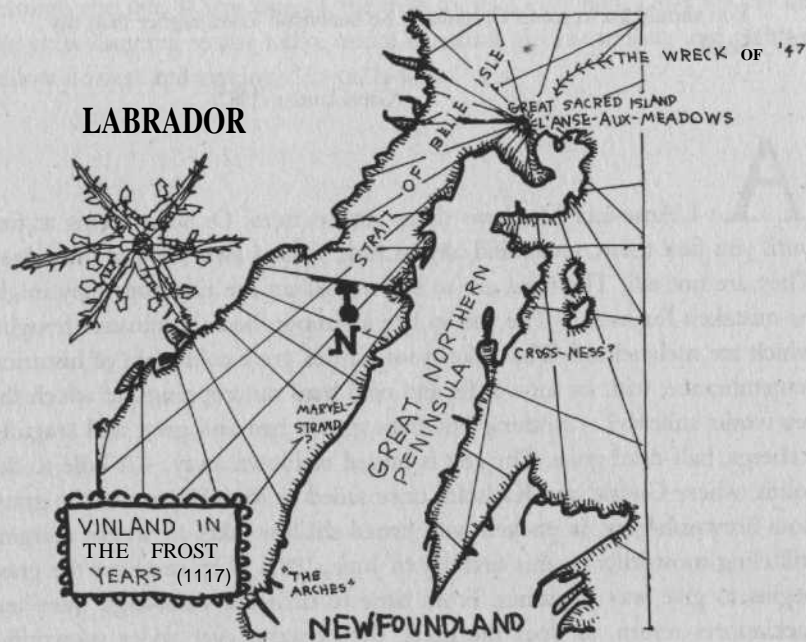 THE WRECK OF '47
BELLE ISLE
GREAT SACRED ISLAND
L'ANSE-AUX-MEADOWS
LABRADOR
STRAIT OF
N
GREAT NORTHERN
PENINSULA
CROSS-NESS?
MARVEL-
STRAND
?
VINLAND IN
THE FROST
YEARS (1117)
"THE
ARCHES"
NEWFOUNDLAND